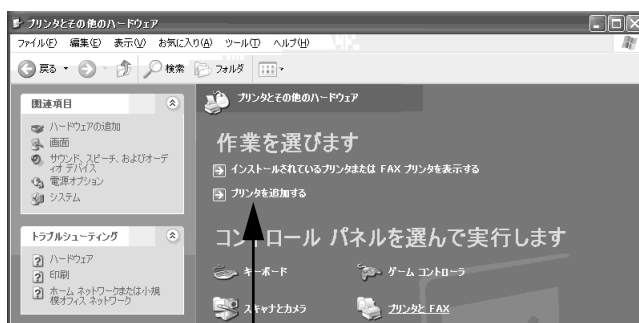 プリンタとその他のハードウェア
ファイル(F) 編集(E) 表示(V) お気に入り(A) ツール(T) ヘルプ(H)
戻る 検索 フォルダ
関連項目
ハードウェアの追加
画面
サウンド、スピーチ、およびオーデ
ィオ デバイス
電源オプション
システム
トラブルシューティング
ハードウェア
印刷
ホーム ネットワークまたは小規
模オフィス ネットワーク
プリンタとその他のハードウェア
作業を選びます
インストールされているプリンタまたは FAX プリンタを表示する
プリンタを追加する
コントロール パネルを選んで実行します
キーボード
ゲーム コントローラ
スキャナとカメラ
プリンタと FAX